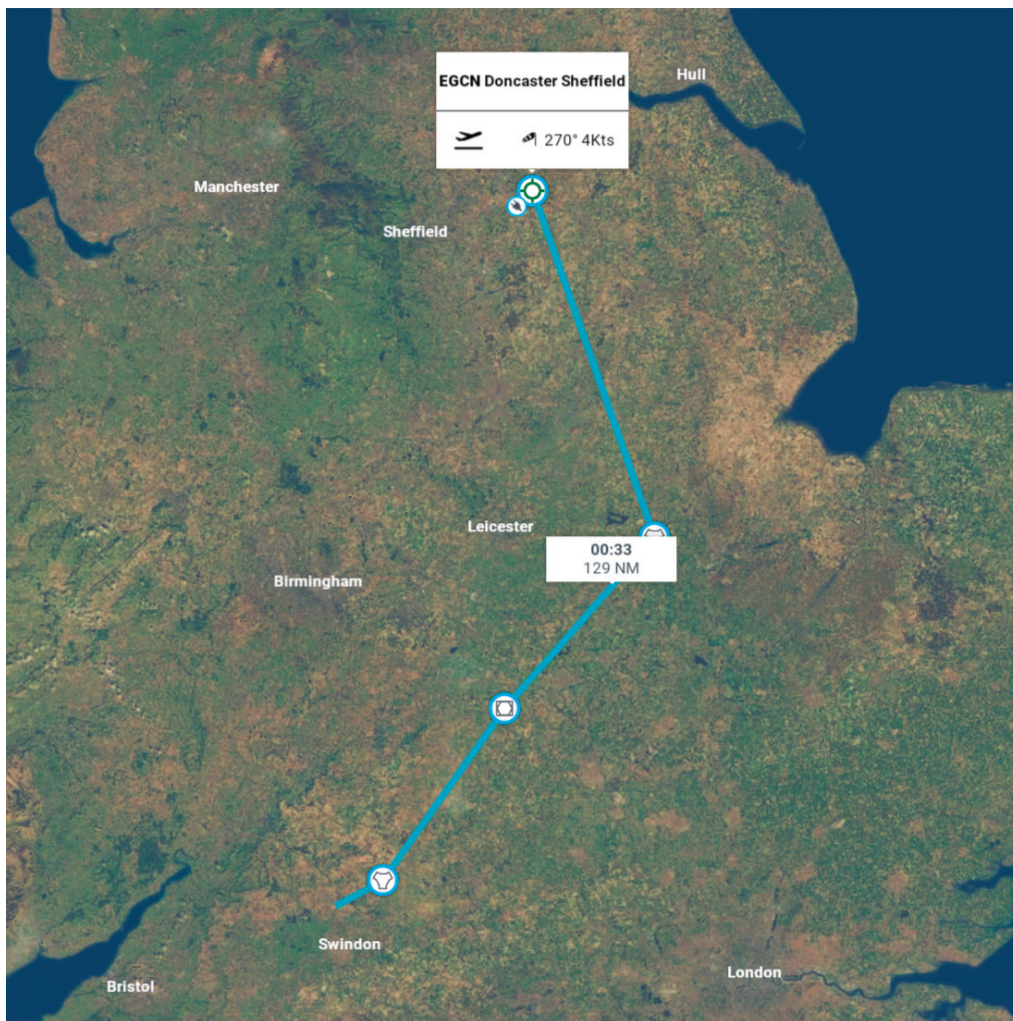 Hull
EGCN Doncaster Sheffield
270° 4Kts
Manchester
Sheffield
Leicester
00:33
129 NM
Birmingham
Swindon
London
Bristol